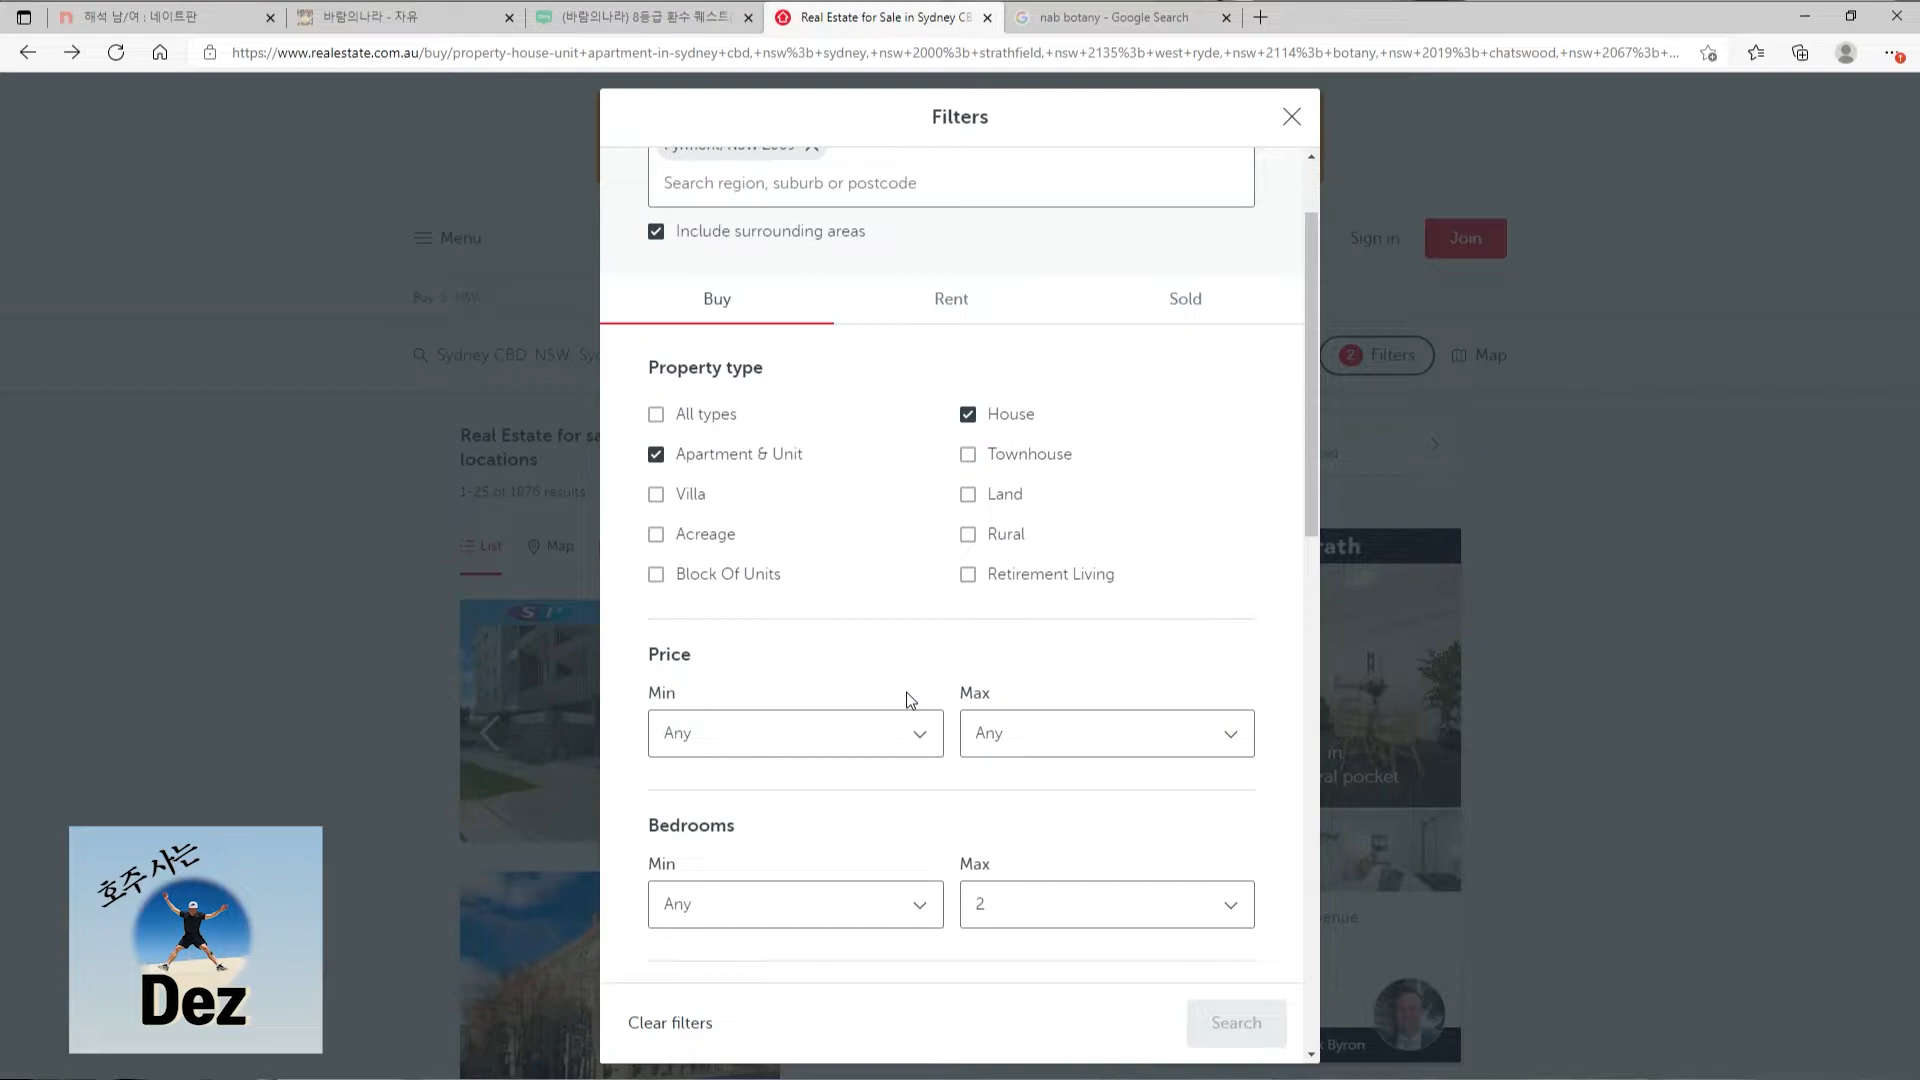 해석 남/여 : 네이트판
바람의나라 - 자유
(바람의나라) 8등급 환수 퀘스트
Real Estate for Sale in Sydney CB
nab botany - Google Search
https://www.realestate.com.au/buy/property-house-unit+apartment-in-sydney+cbd,+nsw%3b+sydney,+nsw+2000%3b+strathfield,+nsw+2135%3b+west+ryde,+nsw+2114%3b+botany,+nsw+2019%3b+chatswood,+nsw+2067%3b+...
Filters
Pyrmont, NSW 2009
Search region, suburb or postcode
Include surrounding areas
Menu
Sign in
Join
Buy > NSW
Buy
Rent
Sold
Sydney CBD, NSW, Sy
2 Filters
Map
Property type
All types
House
Apartment & Unit
Townhouse
Villa
Land
Acreage
Rural
Block Of Units
Retirement Living
Real Estate for sa
locations
1-25 of 1876 results
List
Map
Price
Min
Max
Any
Any
in
al pocket
Bedrooms
Min
Max
Any
2
enue
Clear filters
Search
Byron
호주 사는
Dez